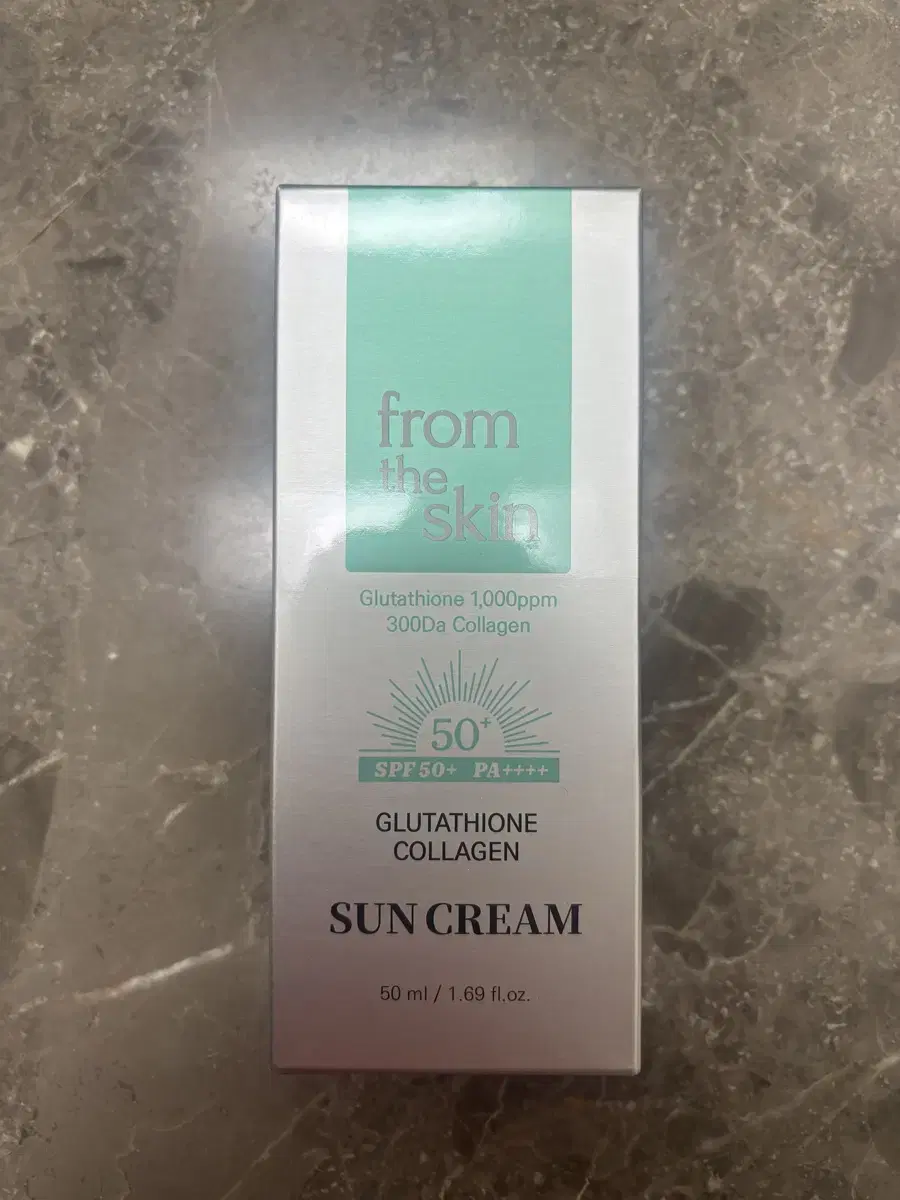 from
the
skin
Glutathione 1,000ppm
300Da Collagen
50+
SPF 50+ PA++++
GLUTATHIONE
COLLAGEN
SUN CREAM
50 ml / 1.69 fl.oz.